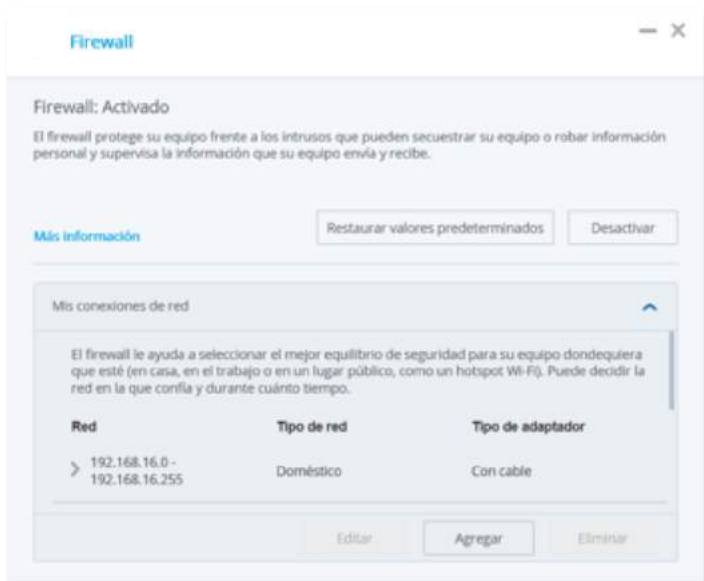 Firewall
Firewall: Activado
El firewall protege su equipo frente a los intrusos que pueden secuestrar su equipo o robar información
personal y supervisa la información que su equipo envía y recibe.
Más información
Restaurar valores predeterminados
Desactivar
Mis conexiones de red
El firewall le ayuda a seleccionar el mejor equilibrio de seguridad para su equipo dondequiera
que esté (en casa, en el trabajo o en un lugar público, como un hotspot Wi-Fi). Puede decidir la
red en la que confía y durante cuánto tiempo.
Red Tipo de red Tipo de adaptador
192.168.16.0 -
192.168.16.255
Doméstico
Con cable
Editar Agregar Eliminar